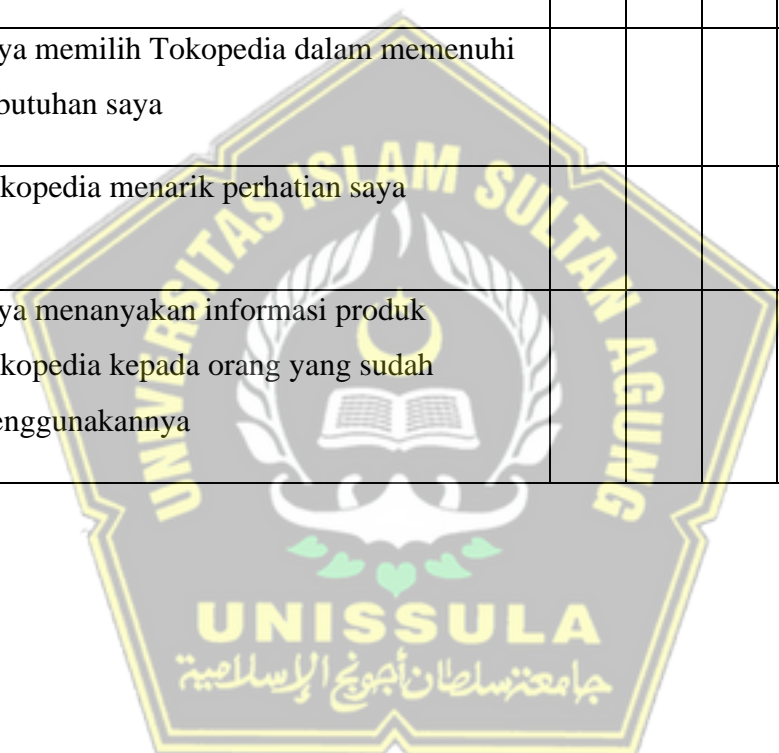 ya memilih Tokopedia dalam memenuhi
butuhan saya
kopedia menarik perhatian saya
ya menanyakan informasi produk
kopedia kepada orang yang sudah
enggunakannya
UNIVERSITAS ISLAM SULTAN AGUNG
UNISSULA
جامعة سلطان أجونج الإسلامية